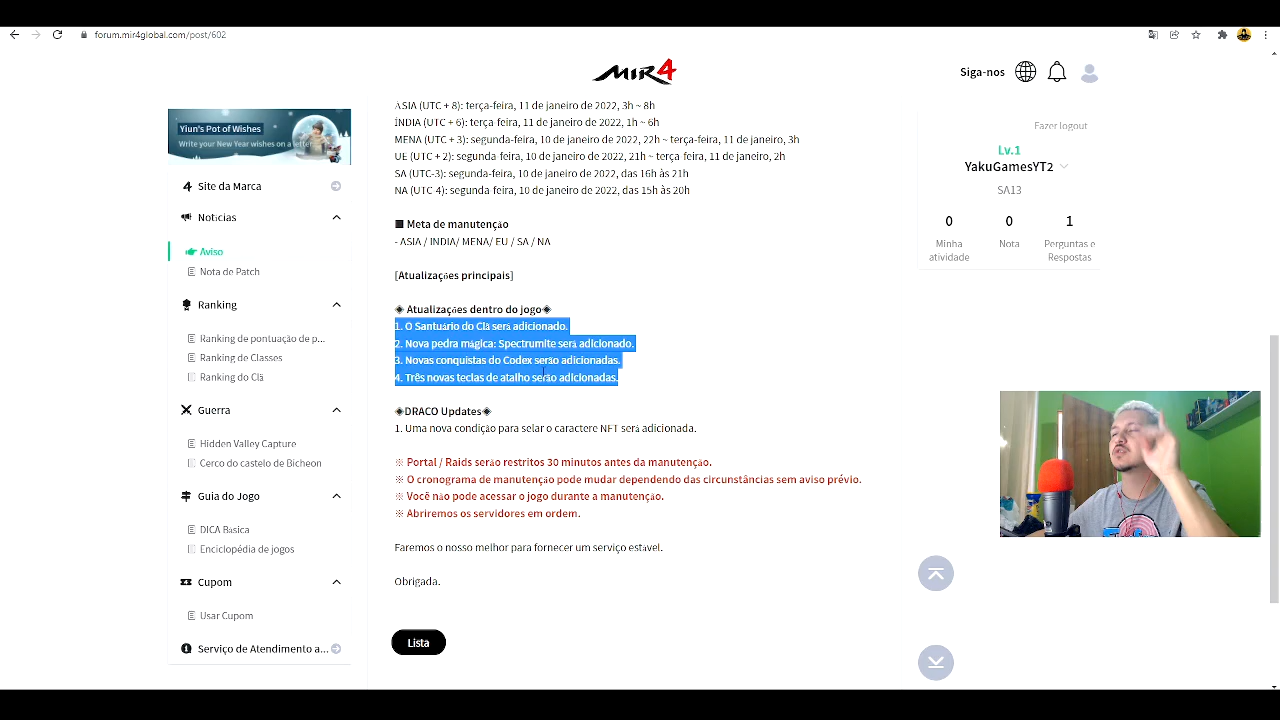 forum.mir4global.com/post/602
MIR4
Siga-nos
Yiun's Pot of Wishes
Write your New Year wishes on a letter
Site da Marca
Notícias
Aviso
Nota de Patch
Ranking
Ranking de pontuação de p...
Ranking de Classes
Ranking do Clã
Guerra
Hidden Valley Capture
Cerco do castelo de Bicheon
Guia do Jogo
DICA Básica
Enciclopédia de jogos
Cupom
Usar Cupom
Serviço de Atendimento a...
ÁSIA (UTC + 8): terça-feira, 11 de janeiro de 2022, 3h ~ 8h
ÍNDIA (UTC + 6): terça-feira, 11 de janeiro de 2022, 1h ~ 6h
MENA (UTC + 3): segunda-feira, 10 de janeiro de 2022, 22h ~ terça-feira, 11 de janeiro, 3h
UE (UTC + 2): segunda-feira, 10 de janeiro de 2022, 21h ~ terça-feira, 11 de janeiro, 2h
SA (UTC-3): segunda-feira, 10 de janeiro de 2022, das 16h às 21h
NA (UTC-4): segunda-feira, 10 de janeiro de 2022, das 15h às 20h
■ Meta de manutenção
- ASIA / INDIA/ MENA/ EU / SA / NA
[Atualizações principais]
◈ Atualizações dentro do jogo◈
1. O Santuário do Clã será adicionado.
2. Nova pedra mágica: Spectrumite será adicionado.
3. Novas conquistas do Codex serão adicionadas.
4. Três novas teclas de atalho serão adicionadas.
◈DRACO Updates◈
1. Uma nova condição para selar o caractere NFT será adicionada.
※ Portal / Raids serão restritos 30 minutos antes da manutenção.
※ O cronograma de manutenção pode mudar dependendo das circunstâncias sem aviso prévio.
※ Você não pode acessar o jogo durante a manutenção.
※ Abriremos os servidores em ordem.
Faremos o nosso melhor para fornecer um serviço estável.
Obrigada.
Lista
Fazer logout
Lv.1
YakuGamesYT2
SA13
0 0 1
Minha atividade
Nota
Perguntas e Respostas